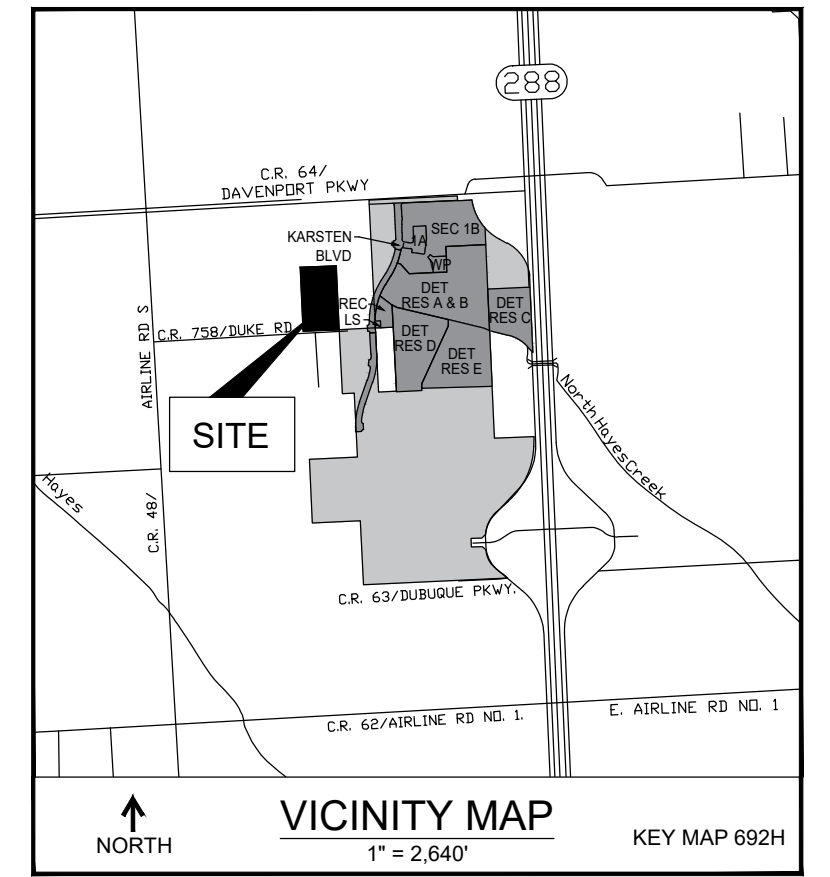 288
C.R. 64/
DAVENPORT PKWY
KARSTEN
BLVD
SEC 1B
1A
WP
DET
RES A & B
DET
RES C
REC
LS
DET
RES D
DET
RES E
C.R. 758/DUKE RD
AIRLINE RD S
SITE
North Hayes Creek
Hayes
C.R. 48/
C.R. 63/DUBUQUE PKWY.
C.R. 62/AIRLINE RD NO. 1.
E. AIRLINE RD NO. 1
NORTH
VICINITY MAP
1" = 2,640'
KEY MAP 692H